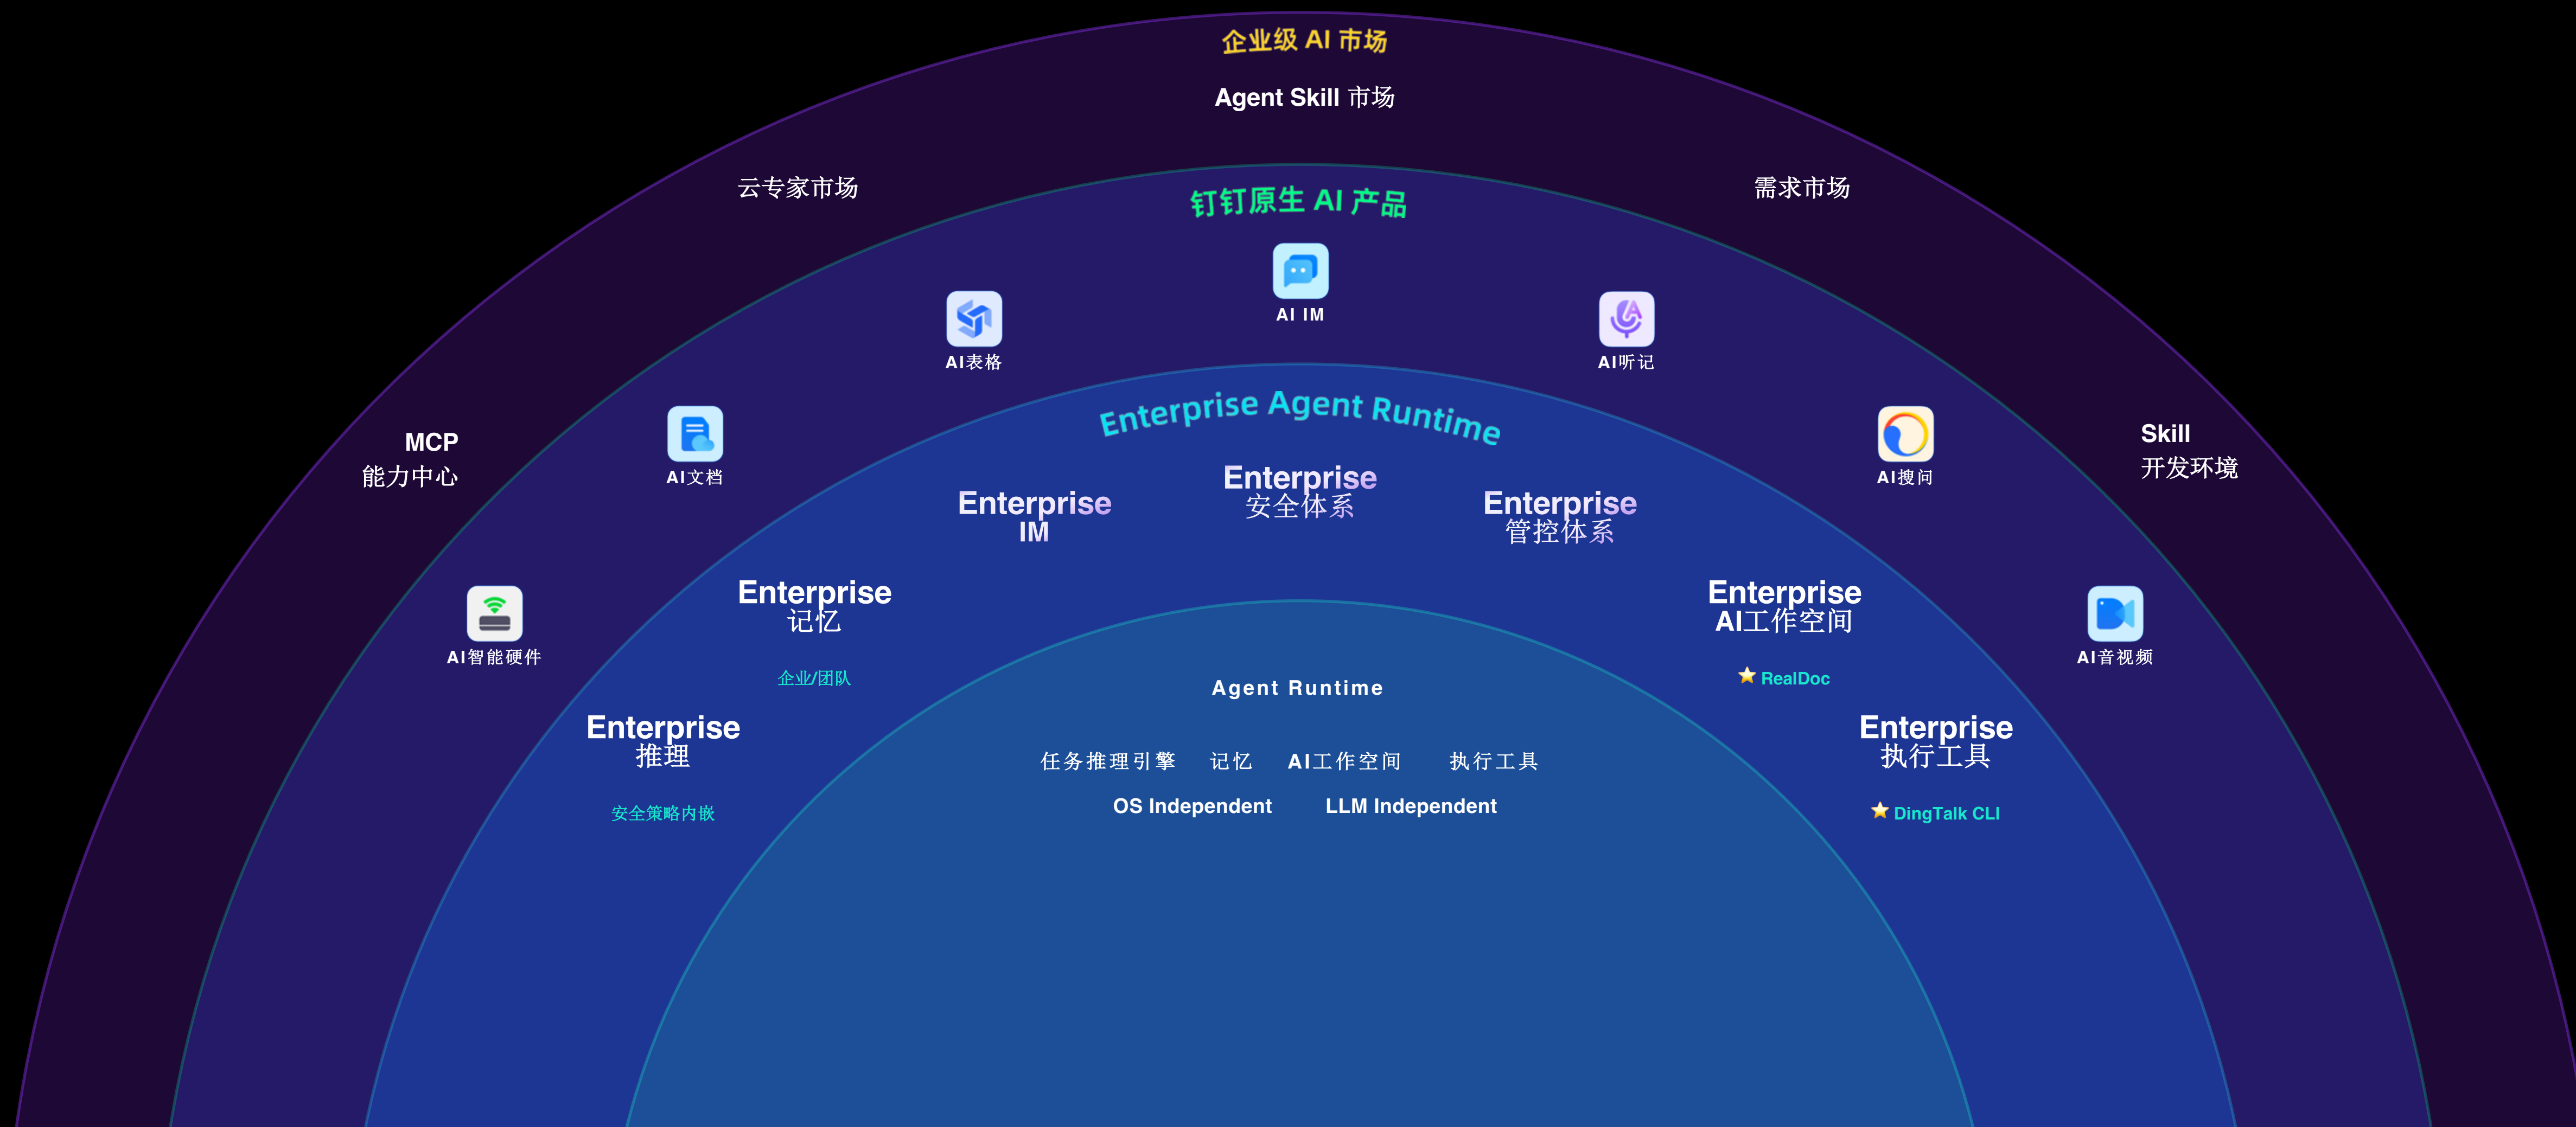 企业级 AI 市场
Agent Skill 市场
云专家市场
需求市场
MCP
能力中心
Skill
开发环境
钉钉原生 AI 产品
AI IM
AI表格
AI听记
AI文档
AI搜问
AI智能硬件
AI音视频
Enterprise Agent Runtime
Enterprise
安全体系
Enterprise
IM
Enterprise
管控体系
Enterprise
记忆
企业/团队
Enterprise
AI工作空间
RealDoc
Enterprise
推理
安全策略内嵌
Enterprise
执行工具
DingTalk CLI
Agent Runtime
任务推理引擎 记忆 AI工作空间 执行工具
OS Independent LLM Independent